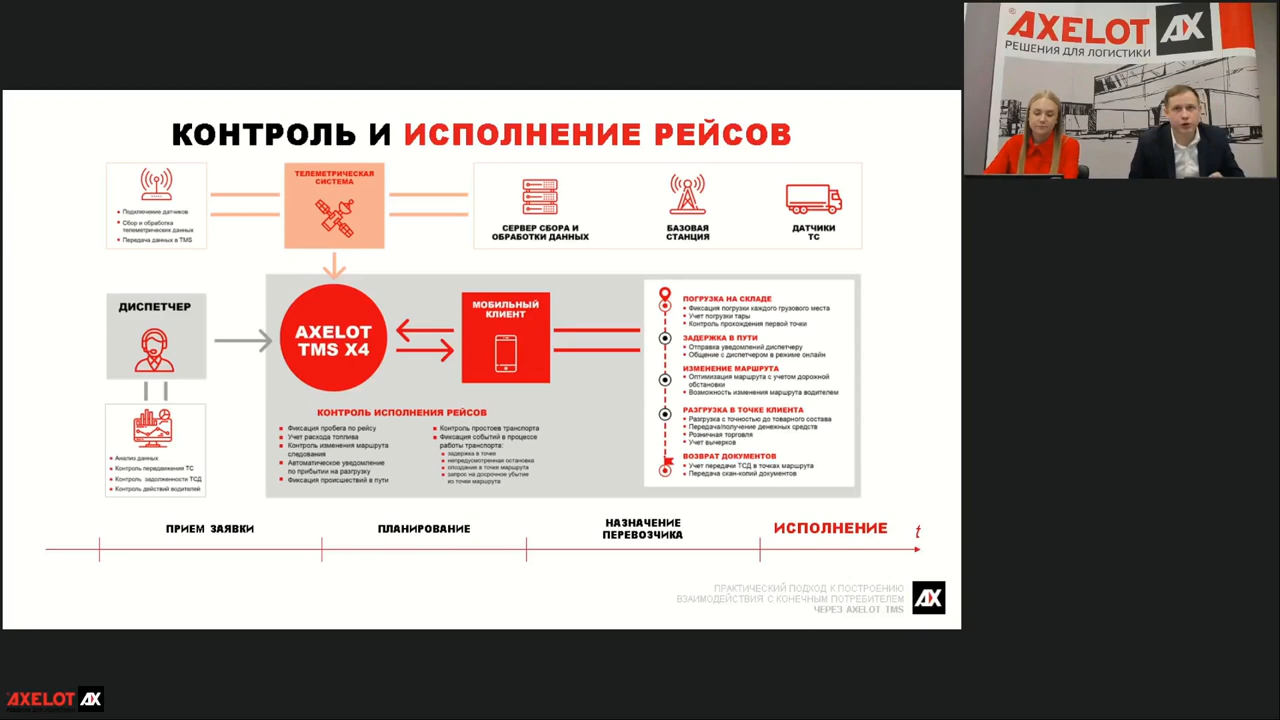 AXELOT
РЕШЕНИЯ ДЛЯ ЛОГИСТИКИ
КОНТРОЛЬ И ИСПОЛНЕНИЕ РЕЙСОВ
Подключение датчиков
Сбор и обработка
телеметрических данных
Передача данных в TMS
ТЕЛЕМЕТРИЧЕСКАЯ
СИСТЕМА
СЕРВЕР СБОРА И
ОБРАБОТКИ ДАННЫХ
БАЗОВАЯ
СТАНЦИЯ
ДАТЧИКИ
ТС
ДИСПЕТЧЕР
Анализ данных
Контроль передвижения ТС
Контроль задолженности ТСД
Контроль действий водителей
AXELOT
TMS X4
МОБИЛЬНЫЙ
КЛИЕНТ
КОНТРОЛЬ ИСПОЛНЕНИЯ РЕЙСОВ
Фиксация пробега по рейсу
Учет расхода топлива
Контроль изменения маршрута
следования
Автоматическое уведомление
по прибытии на разгрузку
Фиксация происшествий в пути
Контроль простоев транспорта
Фиксация событий в процессе
работы транспорта:
задержка в точке
непредусмотренная остановка
опоздание в точке маршрута
запрос на досрочное убытие
из точки маршрута
ПОГРУЗКА НА СКЛАДЕ
Фиксация погрузки каждого грузового места
Учет погрузки тары
Контроль прохождения первой точки
ЗАДЕРЖКА В ПУТИ
Отправка уведомлений диспетчеру
Общение с диспетчером в режиме онлайн
ИЗМЕНЕНИЕ МАРШРУТА
Оптимизация маршрута с учетом дорожной
обстановки
Возможность изменения маршрута водителем
РАЗГРУЗКА В ТОЧКЕ КЛИЕНТА
Разгрузка с точностью до товарного состава
Передача/получение денежных средств
Розничная торговля
Учет вычерков
ВОЗВРАТ ДОКУМЕНТОВ
Учет передачи ТСД в точках маршрута
Передача скан-копий документов
ПРИЕМ ЗАЯВКИ
ПЛАНИРОВАНИЕ
НАЗНАЧЕНИЕ
ПЕРЕВОЗЧИКА
ИСПОЛНЕНИЕ
t
ПРАКТИЧЕСКИЙ ПОДХОД К ПОСТРОЕНИЮ
ВЗАИМОДЕЙСТВИЯ С КОНЕЧНЫМ ПОТРЕБИТЕЛЕМ
ЧЕРЕЗ AXELOT TMS
AX
AXELOT AX